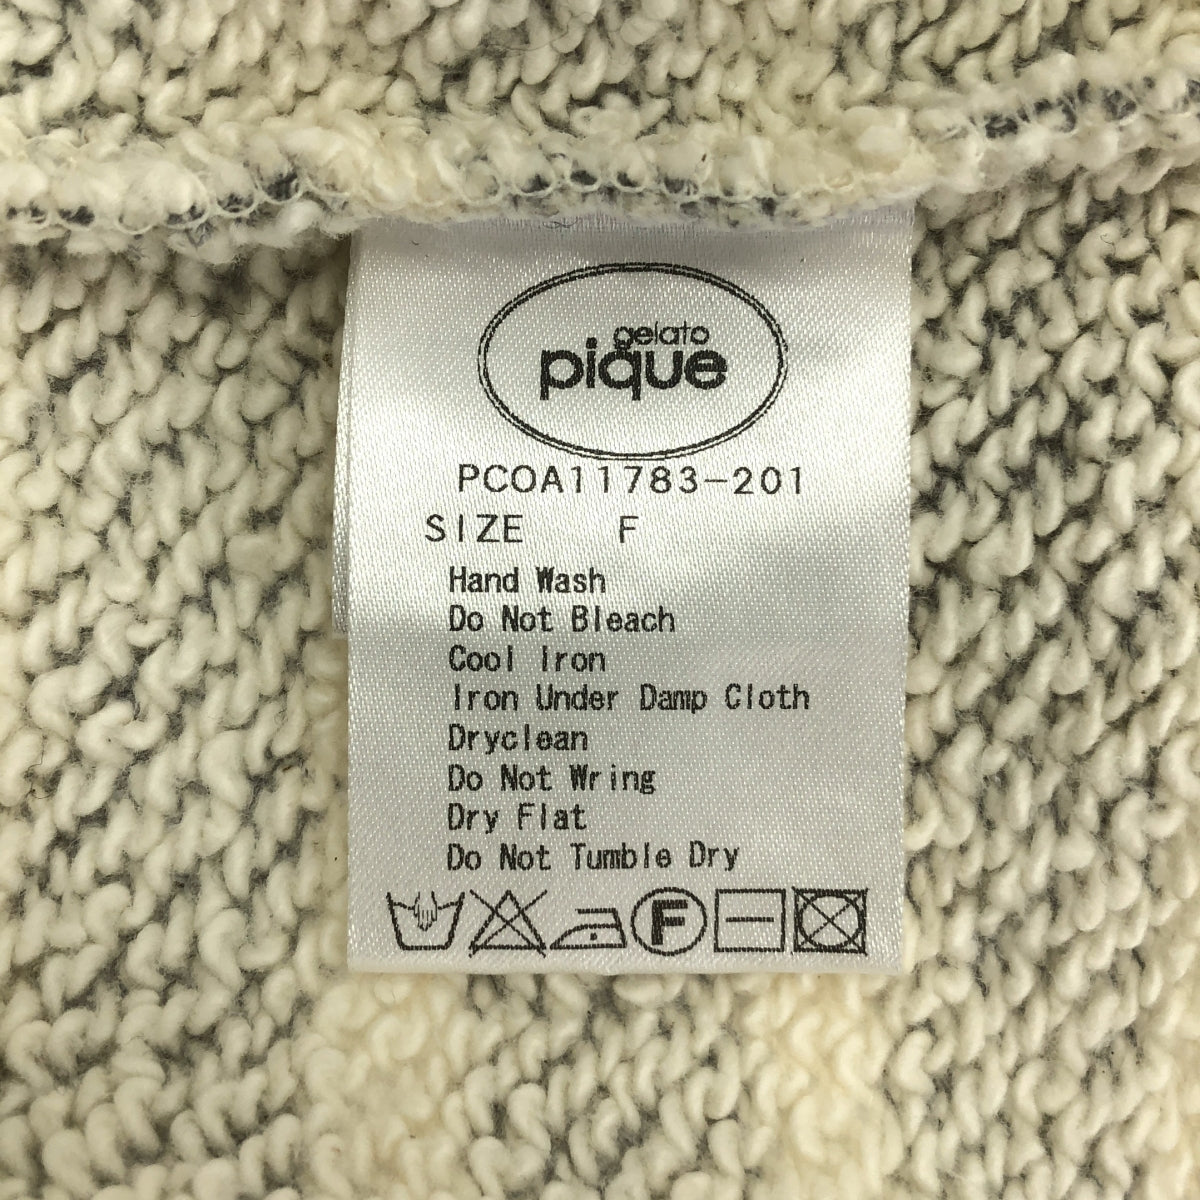 gelato
pique
PCOA11783-201
SIZE F
Hand Wash
Do Not Bleach
Cool Iron
Iron Under Damp Cloth
Dryclean
Do Not Wring
Dry Flat
Do Not Tumble Dry
F